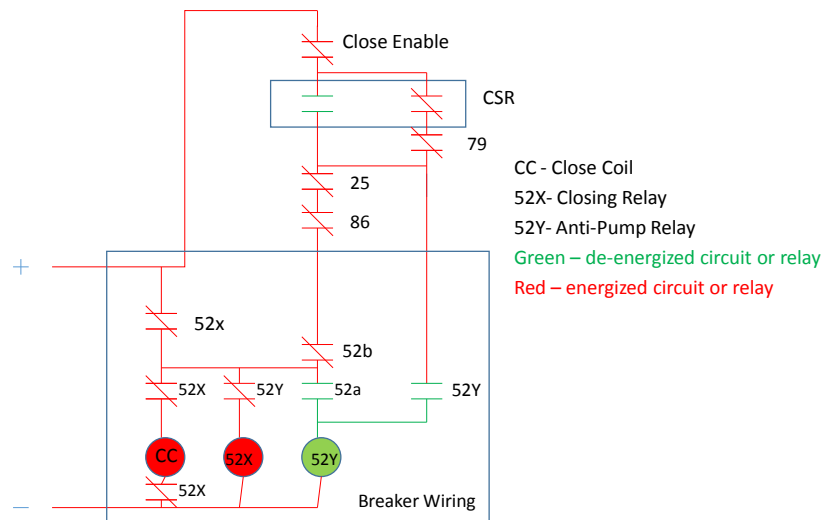 Close Enable
CSR
79
25
86
CC - Close Coil
52X- Closing Relay
52Y- Anti-Pump Relay
Green – de-energized circuit or relay
Red – energized circuit or relay
+
52x
52b
52X
52Y
52a
52Y
CC
52X
52Y
52X
–
Breaker Wiring